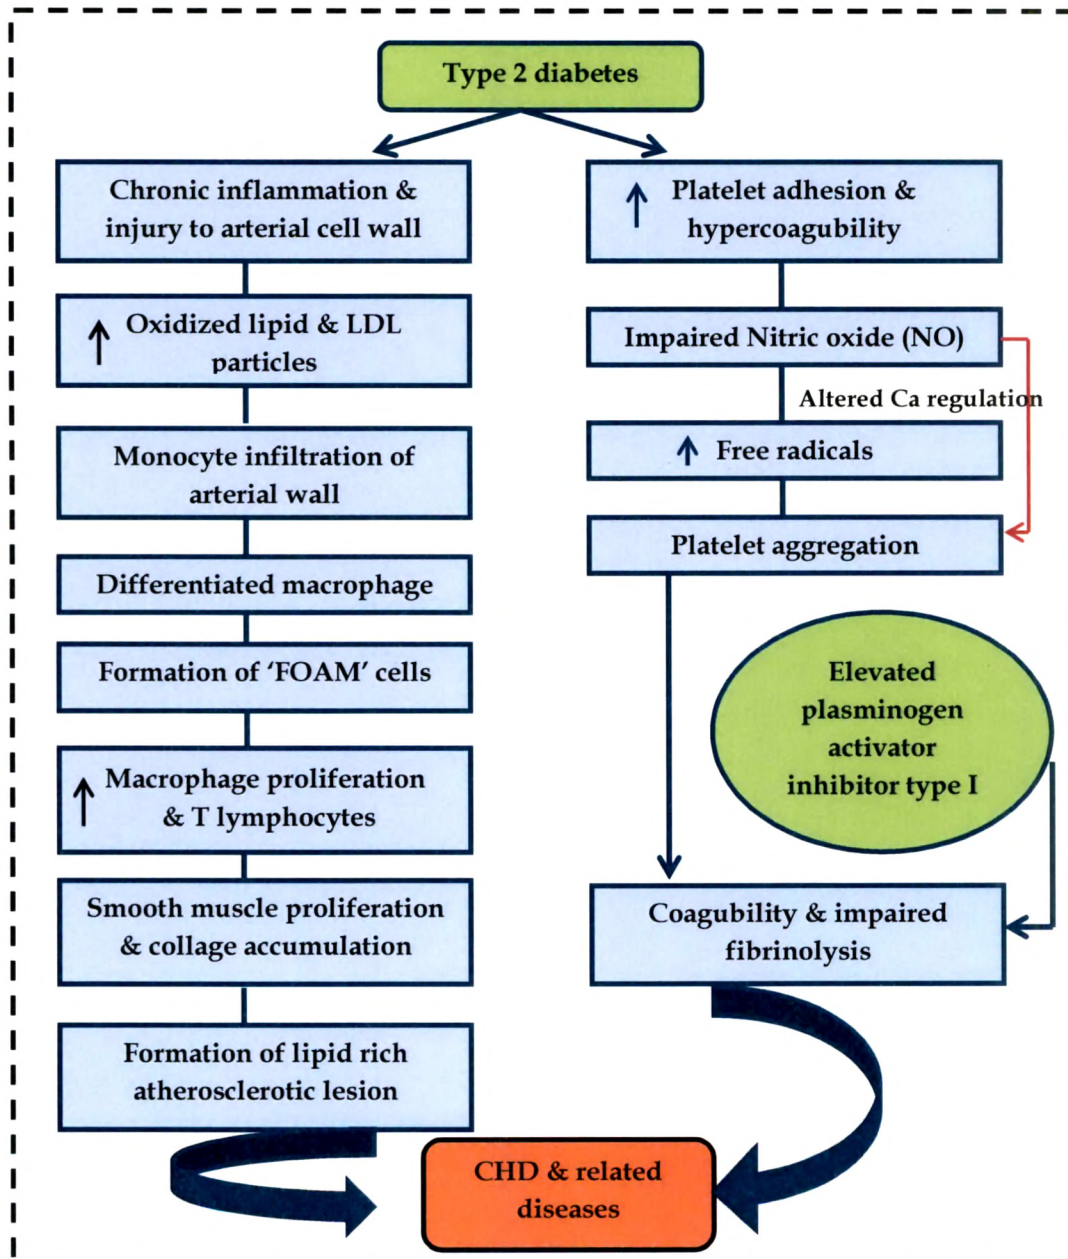 Type 2 diabetes
Chronic inflammation &
injury to arterial cell wall
Oxidized lipid & LDL
particles
Monocyte infiltration of
arterial wall
Differentiated macrophage
Formation of ‘FOAM’ cells
Macrophage proliferation
& T lymphocytes
Smooth muscle proliferation
& collage accumulation
Formation of lipid rich
atherosclerotic lesion
Platelet adhesion &
hypercoagubility
Impaired Nitric oxide (NO)
Altered Ca regulation
Free radicals
Platelet aggregation
Elevated
plasminogen
activator
inhibitor type I
Coagubility & impaired
fibrinolysis
CHD & related
diseases